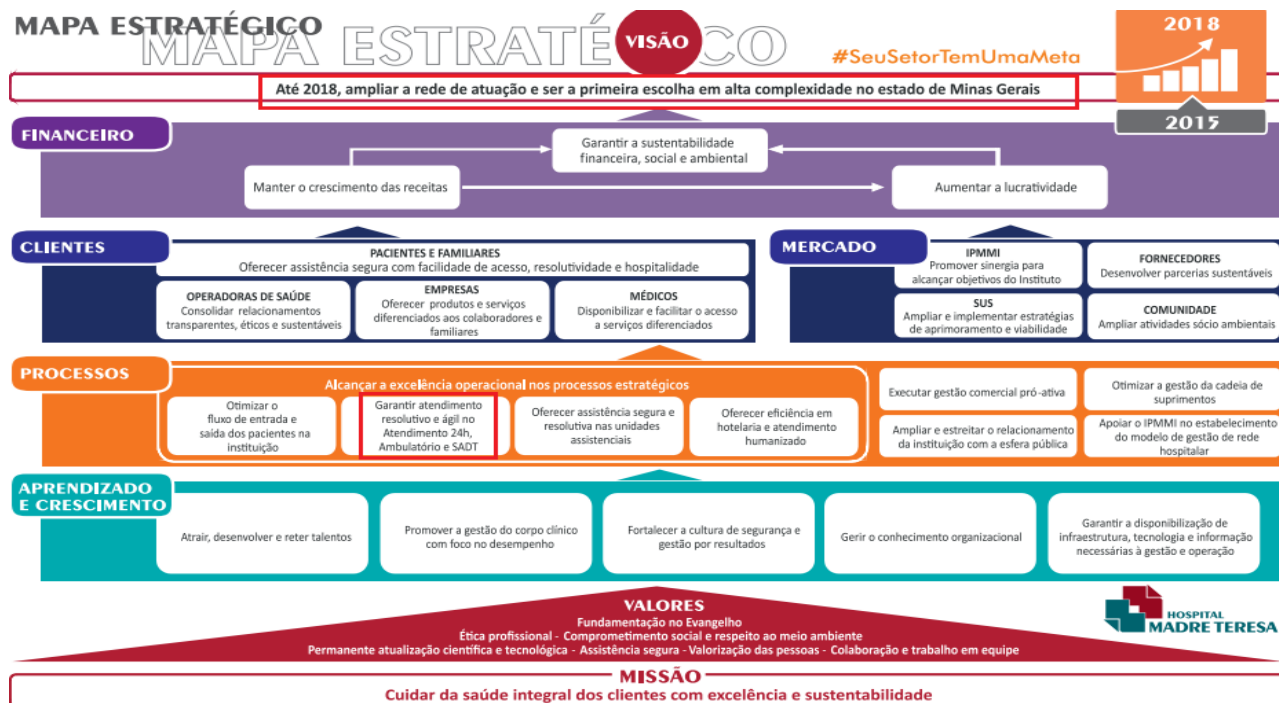 MAPA ESTRATÉGICO
MAPA ESTRATÉ CO
VISÃO
#SeuSetorTemUmaMeta
2018
2015
Até 2018, ampliar a rede de atuação e ser a primeira escolha em alta complexidade no estado de Minas Gerais
FINANCEIRO
Garantir a sustentabilidade
financeira, social e ambiental
Manter o crescimento das receitas
Aumentar a lucratividade
CLIENTES
PACIENTES E FAMILIARES
Oferecer assistência segura com facilidade de acesso, resolutividade e hospitalidade
OPERADORAS DE SAÚDE
Consolidar relacionamentos
transparentes, éticos e sustentáveis
EMPRESAS
Oferecer produtos e serviços
diferenciados aos colaboradores e
familiares
MÉDICOS
Disponibilizar e facilitar o acesso
a serviços diferenciados
MERCADO
IPMMI
Promover sinergia para
alcançar objetivos do Instituto
FORNECEDORES
Desenvolver parcerias sustentáveis
SUS
Ampliar e implementar estratégias
de aprimoramento e viabilidade
COMUNIDADE
Ampliar atividades sócio ambientais
PROCESSOS
Alcançar a excelência operacional nos processos estratégicos
Otimizar o
fluxo de entrada e
saída dos pacientes na
instituição
Garantir atendimento
resolutivo e ágil no
Atendimento 24h,
Ambulatório e SADT
Oferecer assistência segura e
resolutiva nas unidades
assistenciais
Oferecer eficiência em
hotelaria e atendimento
humanizado
Executar gestão comercial pró-ativa
Otimizar a gestão da cadeia de
suprimentos
Ampliar e estreitar o relacionamento
da instituição com a esfera pública
Apoiar o IPMMI no estabelecimento
do modelo de gestão de rede
hospitalar
APRENDIZADO
E CRESCIMENTO
Atrair, desenvolver e reter talentos
Promover a gestão do corpo clínico
com foco no desempenho
Fortalecer a cultura de segurança e
gestão por resultados
Gerir o conhecimento organizacional
Garantir a disponibilização de
infraestrutura, tecnologia e informação
necessárias à gestão e operação
VALORES
Fundamentação no Evangelho
Ética profissional - Comprometimento social e respeito ao meio ambiente
Permanente atualização científica e tecnológica - Assistência segura - Valorização das pessoas - Colaboração e trabalho em equipe
HOSPITAL
MADRE TERESA
MISSÃO
Cuidar da saúde integral dos clientes com excelência e sustentabilidade